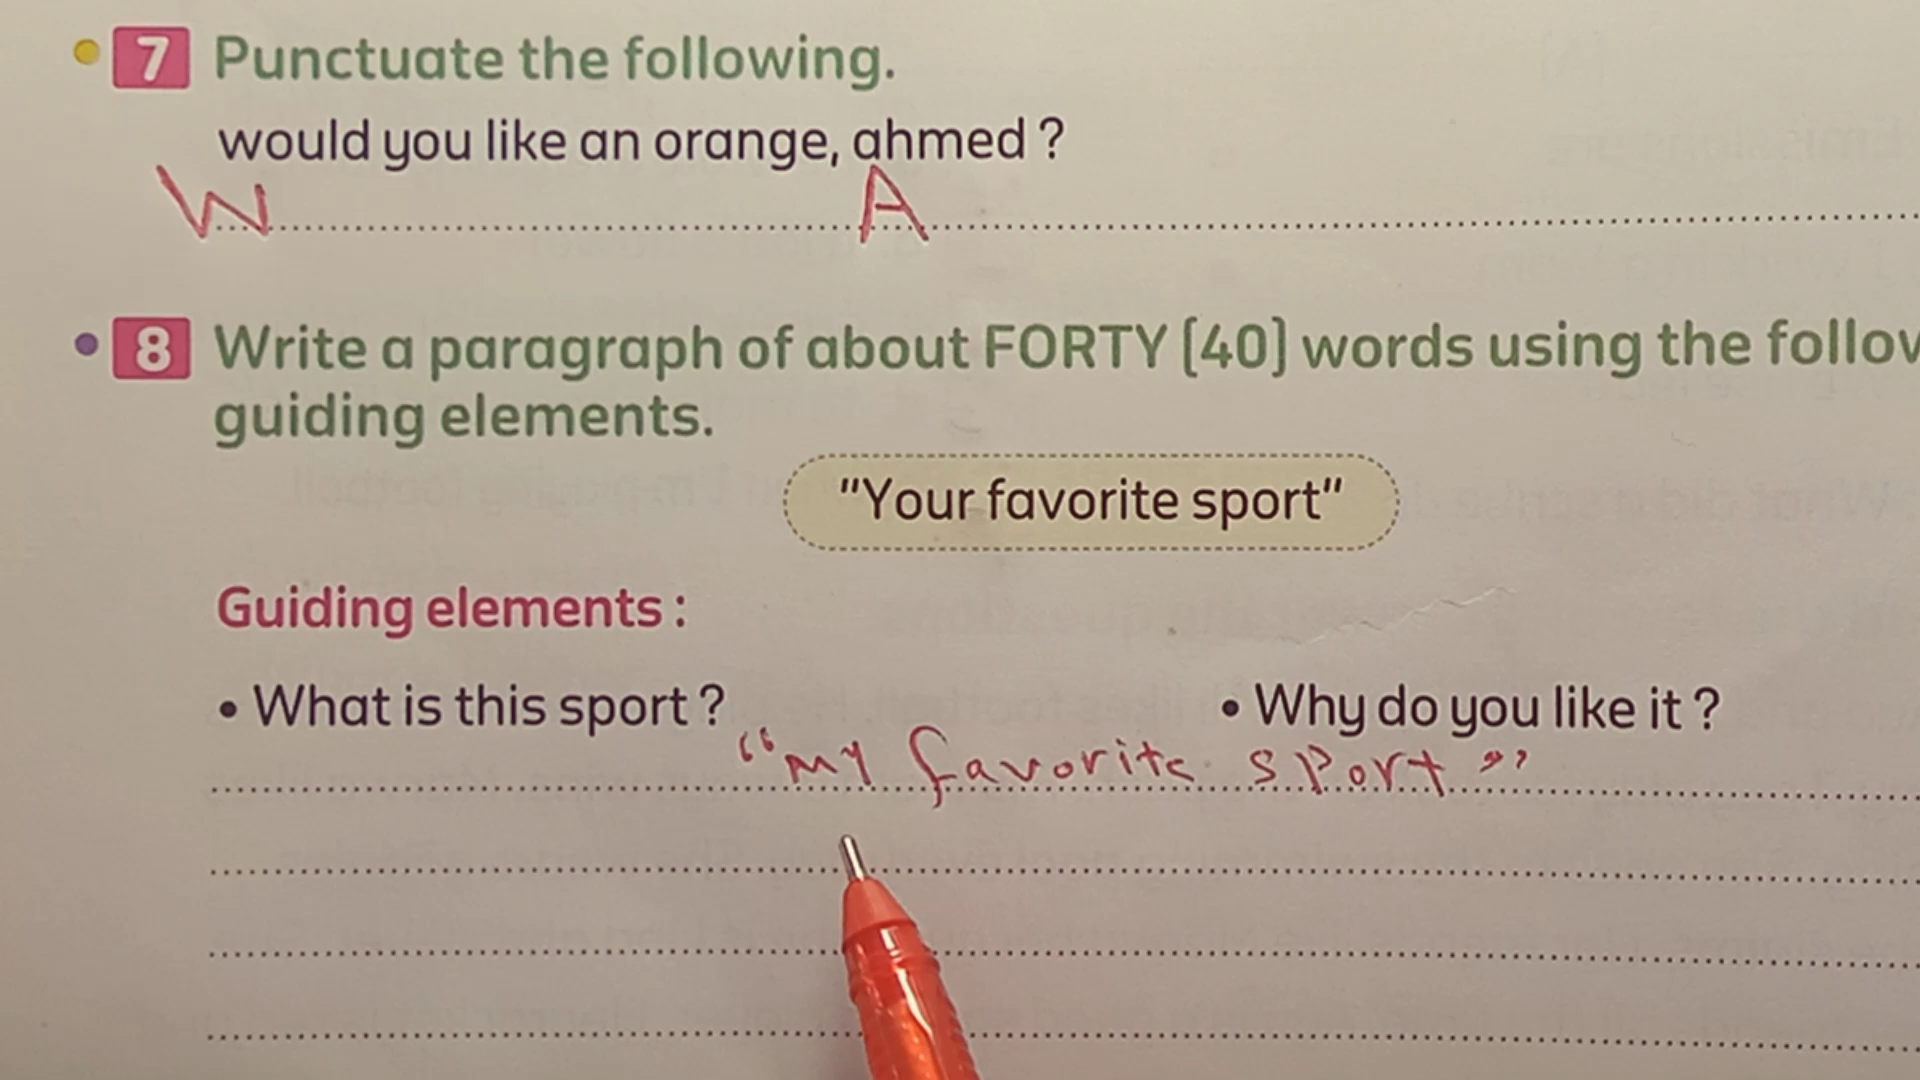 7 Punctuate the following.
would you like an orange, ahmed ?
W A
8 Write a paragraph of about FORTY (40) words using the
guiding elements.
"Your favorite sport"
Guiding elements :
• What is this sport ? • Why do you like it ?
“my favorite sport”